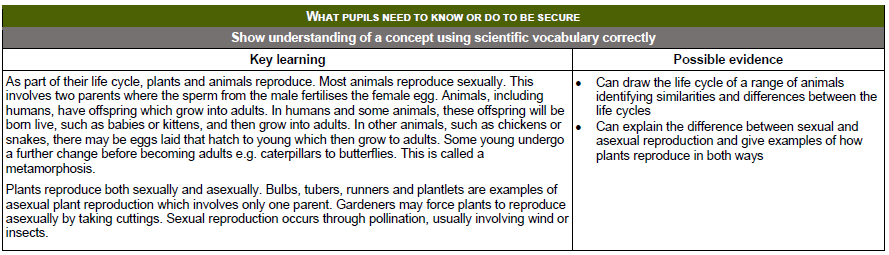 WHAT PUPILS NEED TO KNOW OR DO TO BE SECURE
Show understanding of a concept using scientific vocabulary correctly
Key learning
Possible evidence
As part of their life cycle, plants and animals reproduce. Most animals reproduce sexually. This
involves two parents where the sperm from the male fertilises the female egg. Animals, including
humans, have offspring which grow into adults. In humans and some animals, these offspring will be
born live, such as babies or kittens, and then grow into adults. In other animals, such as chickens or
snakes, there may be eggs laid that hatch to young which then grow to adults. Some young undergo
a further change before becoming adults e.g. caterpillars to butterflies. This is called a
metamorphosis.
Plants reproduce both sexually and asexually. Bulbs, tubers, runners and plantlets are examples of
asexual plant reproduction which involves only one parent. Gardeners may force plants to reproduce
asexually by taking cuttings. Sexual reproduction occurs through pollination, usually involving wind or
insects.
• Can draw the life cycle of a range of animals
identifying similarities and differences between the
life cycles
• Can explain the difference between sexual and
asexual reproduction and give examples of how
plants reproduce in both ways